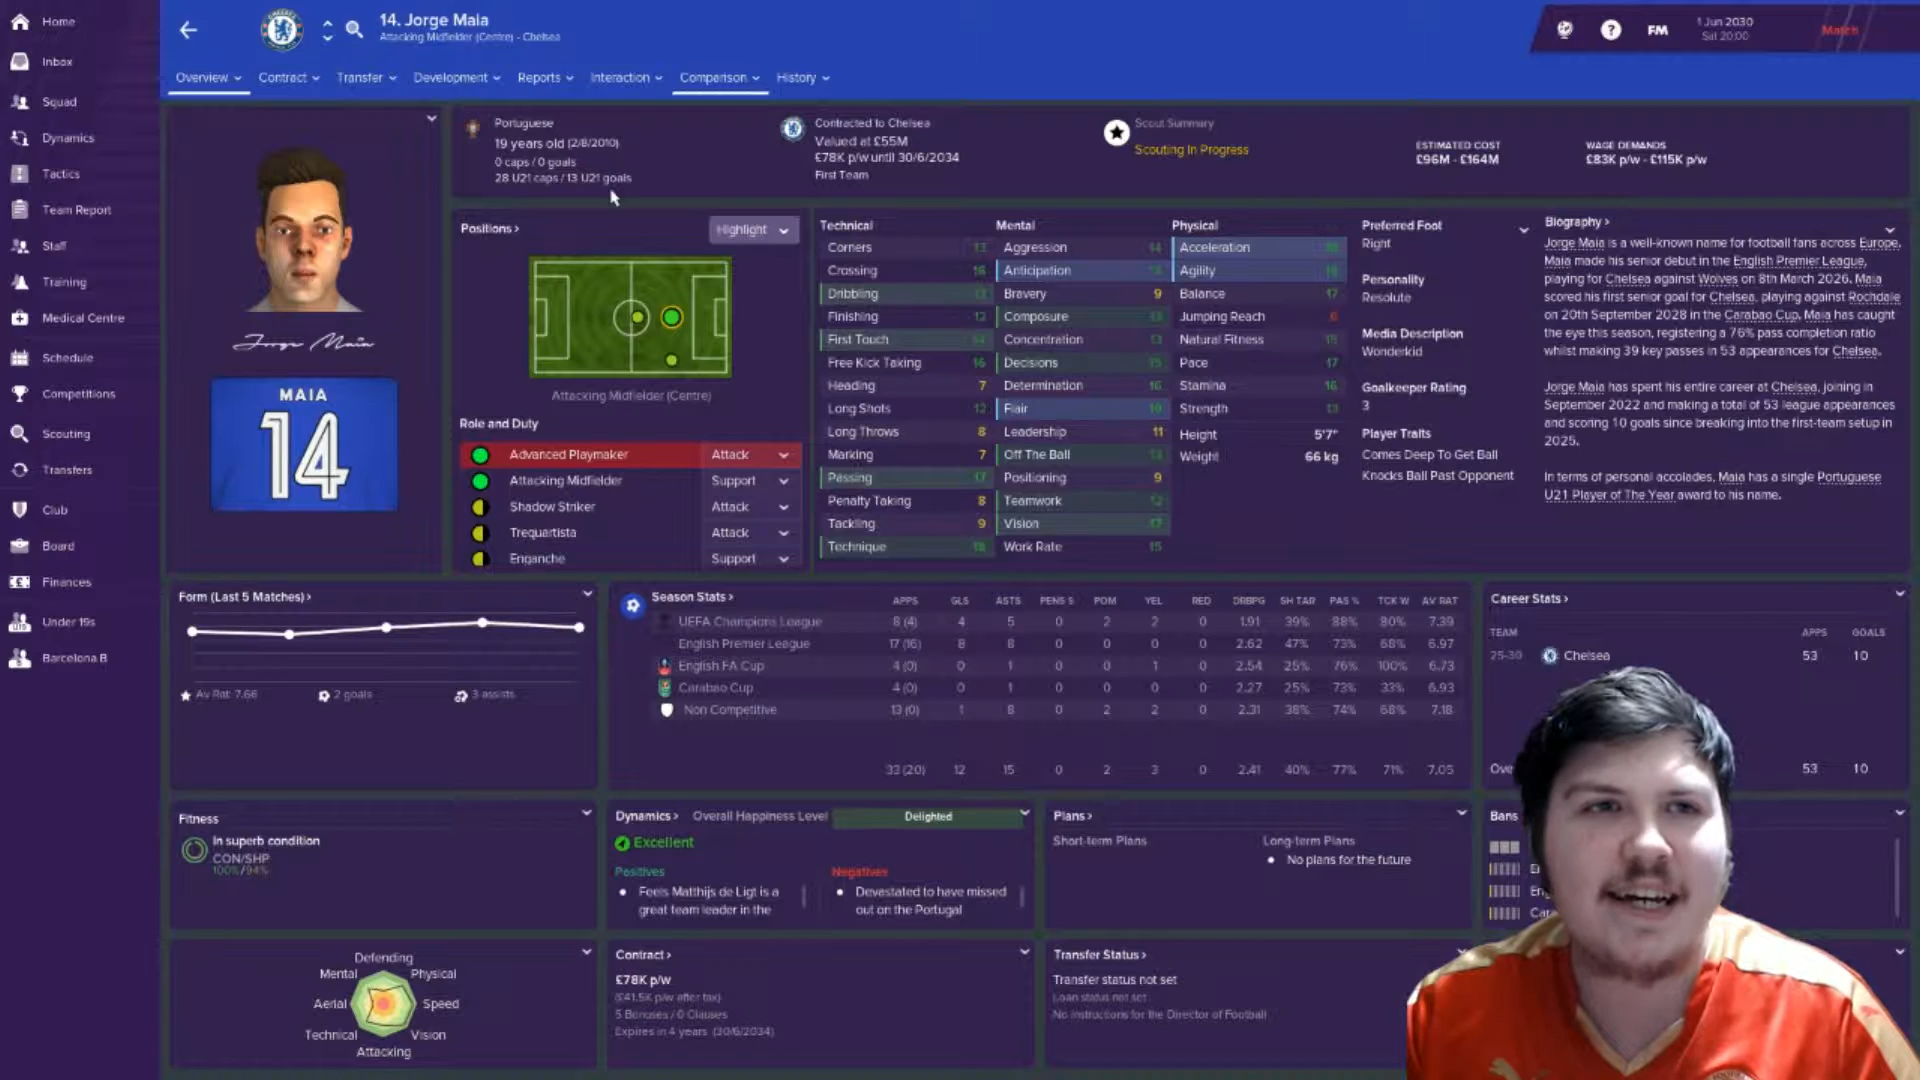 Home
Inbox
Squad
Dynamics
Tactics
Team Report
Staff
Training
Medical Centre
Schedule
Competitions
Scouting
Transfers
Club
Board
Finances
Under 19s
Barcelona B
14. Jorge Maia
Attacking Midfielder (Centre) - Chelsea
FM
1 Jun 2030
Sat 20:00
Match
Overview
Contract
Transfer
Development
Reports
Interaction
Comparison
History
Portuguese
19 years old (2/8/2010)
0 caps / 0 goals
28 U21 caps / 13 U21 goals
Contracted to Chelsea
Valued at £55M
£78K p/w until 30/6/2034
First Team
Scout Summary
Scouting In Progress
ESTIMATED COST
£96M - £164M
WAGE DEMANDS
£83K p/w - £115K p/w
Jorge Maia
MAIA
14
Positions >
Highlight
Attacking Midfielder (Centre)
Role and Duty
Advanced Playmaker Attack
Attacking Midfielder Support
Shadow Striker Attack
Trequartista Attack
Enganche Support
Technical
Corners
Crossing 16
Dribbling
Finishing 12
First Touch
Free Kick Taking 16
Heading 7
Long Shots 12
Long Throws 8
Marking 7
Passing 17
Penalty Taking 8
Tackling 9
Technique 18
Mental
Aggression 14
Anticipation
Bravery 9
Composure
Concentration
Decisions 15
Determination 16
Flair
Leadership 11
Off The Ball
Positioning 9
Teamwork 12
Vision 17
Work Rate 15
Physical
Acceleration
Agility
Balance 17
Jumping Reach 6
Natural Fitness
Pace 17
Stamina 16
Strength 13
Height 5'7"
Weight 66 kg
Preferred Foot
Right
Personality
Resolute
Media Description
Wonderkid
Goalkeeper Rating
3
Player Traits
Comes Deep To Get Ball
Knocks Ball Past Opponent
Biography >
Jorge Maia is a well-known name for football fans across Europe.
Maia made his senior debut in the English Premier League,
playing for Chelsea against Wolves on 8th March 2026. Maia
scored his first senior goal for Chelsea, playing against Rochdale
on 20th September 2028 in the Carabao Cup. Maia has caught
the eye this season, registering a 76% pass completion ratio
whilst making 39 key passes in 53 appearances for Chelsea.
Jorge Maia has spent his entire career at Chelsea, joining in
September 2022 and making a total of 53 league appearances
and scoring 10 goals since breaking into the first-team setup in
2025.
In terms of personal accolades, Maia has a single Portuguese
U21 Player of The Year award to his name.
Form (Last 5 Matches) >
Av Rat: 7.66 2 goals 3 assists
Season Stats >
APPS GLS ASTS PENS S POM YEL RED DRBPG SH TAR PAS % TCK W AV RAT
UEFA Champions League 8 (4) 4 5 0 2 2 0 1.91 39% 88% 80% 7.39
English Premier League 17 (16) 8 8 0 0 0 0 2.62 47% 73% 68% 6.97
English FA Cup 4 (0) 0 1 0 0 1 0 2.54 25% 76% 100% 6.73
Carabao Cup 4 (0) 0 1 0 0 0 0 2.27 25% 73% 33% 6.93
Non Competitive 13 (0) 1 8 0 2 2 0 2.31 38% 74% 68% 7.18
33 (20) 12 15 0 2 3 0 2.41 40% 77% 71% 7.05
Career Stats >
TEAM APPS GOALS
25-30 Chelsea 53 10
Ove 53 10
Fitness
In superb condition
CON/SHP
100%/94%
Dynamics > Overall Happiness Level Delighted
Excellent
Positives
Feels Matthijs de Ligt is a
great team leader in the
Negatives
Devastated to have missed
out on the Portugal
Plans >
Short-term Plans
Long-term Plans
No plans for the future
Bans
Car
Defending
Mental Physical
Aerial Speed
Technical Vision
Attacking
Contract >
£78K p/w
(£41.5K p/w after tax)
5 Bonuses / 0 Clauses
Expires in 4 years (30/6/2034)
Transfer Status >
Transfer status not set
Loan status not set
No instructions for the Director of Football